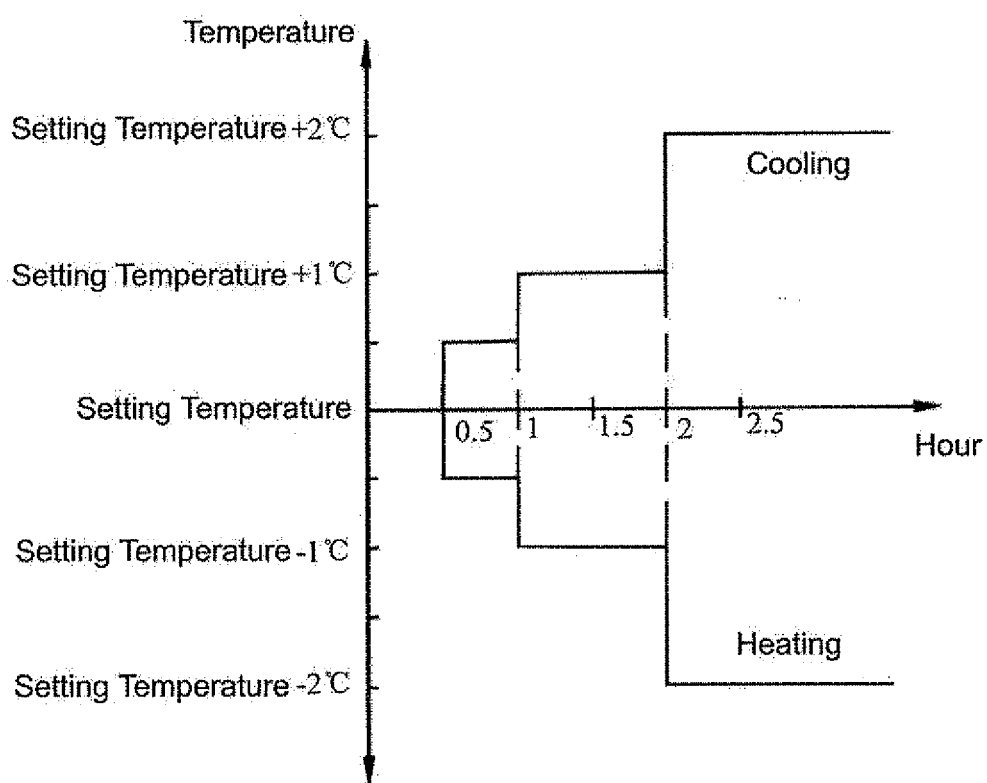 Temperature
Setting Temperature +2℃
Cooling
Setting Temperature +1℃
Setting Temperature
0.5 1 1.5 2 2.5
Hour
Setting Temperature -1℃
Heating
Setting Temperature -2℃